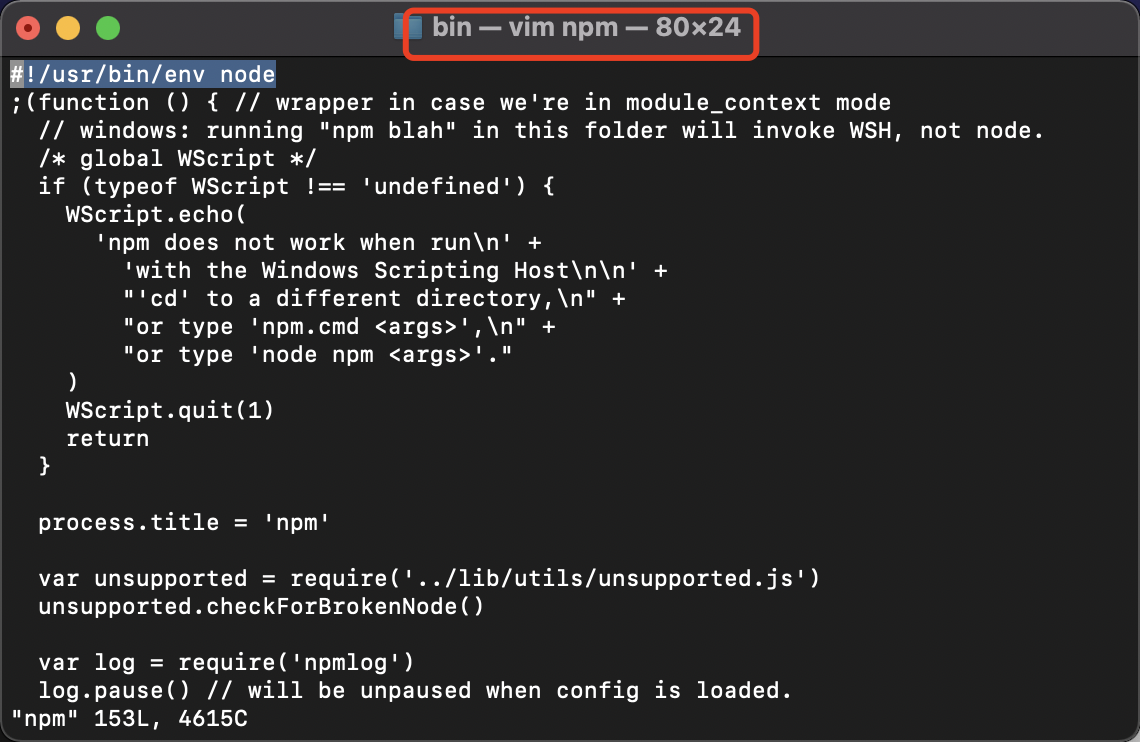 bin — vim npm — 80×24
#!/usr/bin/env node
;(function () { // wrapper in case we're in module_context mode
  // windows: running "npm blah" in this folder will invoke WSH, not node.
  /* global WScript */
  if (typeof WScript !== 'undefined') {
    WScript.echo(
      'npm does not work when run\n' +
        'with the Windows Scripting Host\n\n' +
        "'cd' to a different directory,\n" +
        "or type 'npm.cmd <args>',\n" +
        "or type 'node npm <args>'."
    )
    WScript.quit(1)
    return
  }
  process.title = 'npm'
  var unsupported = require('../lib/utils/unsupported.js')
  unsupported.checkForBrokenNode()
  var log = require('npmlog')
  log.pause() // will be unpaused when config is loaded.
"npm" 153L, 4615C